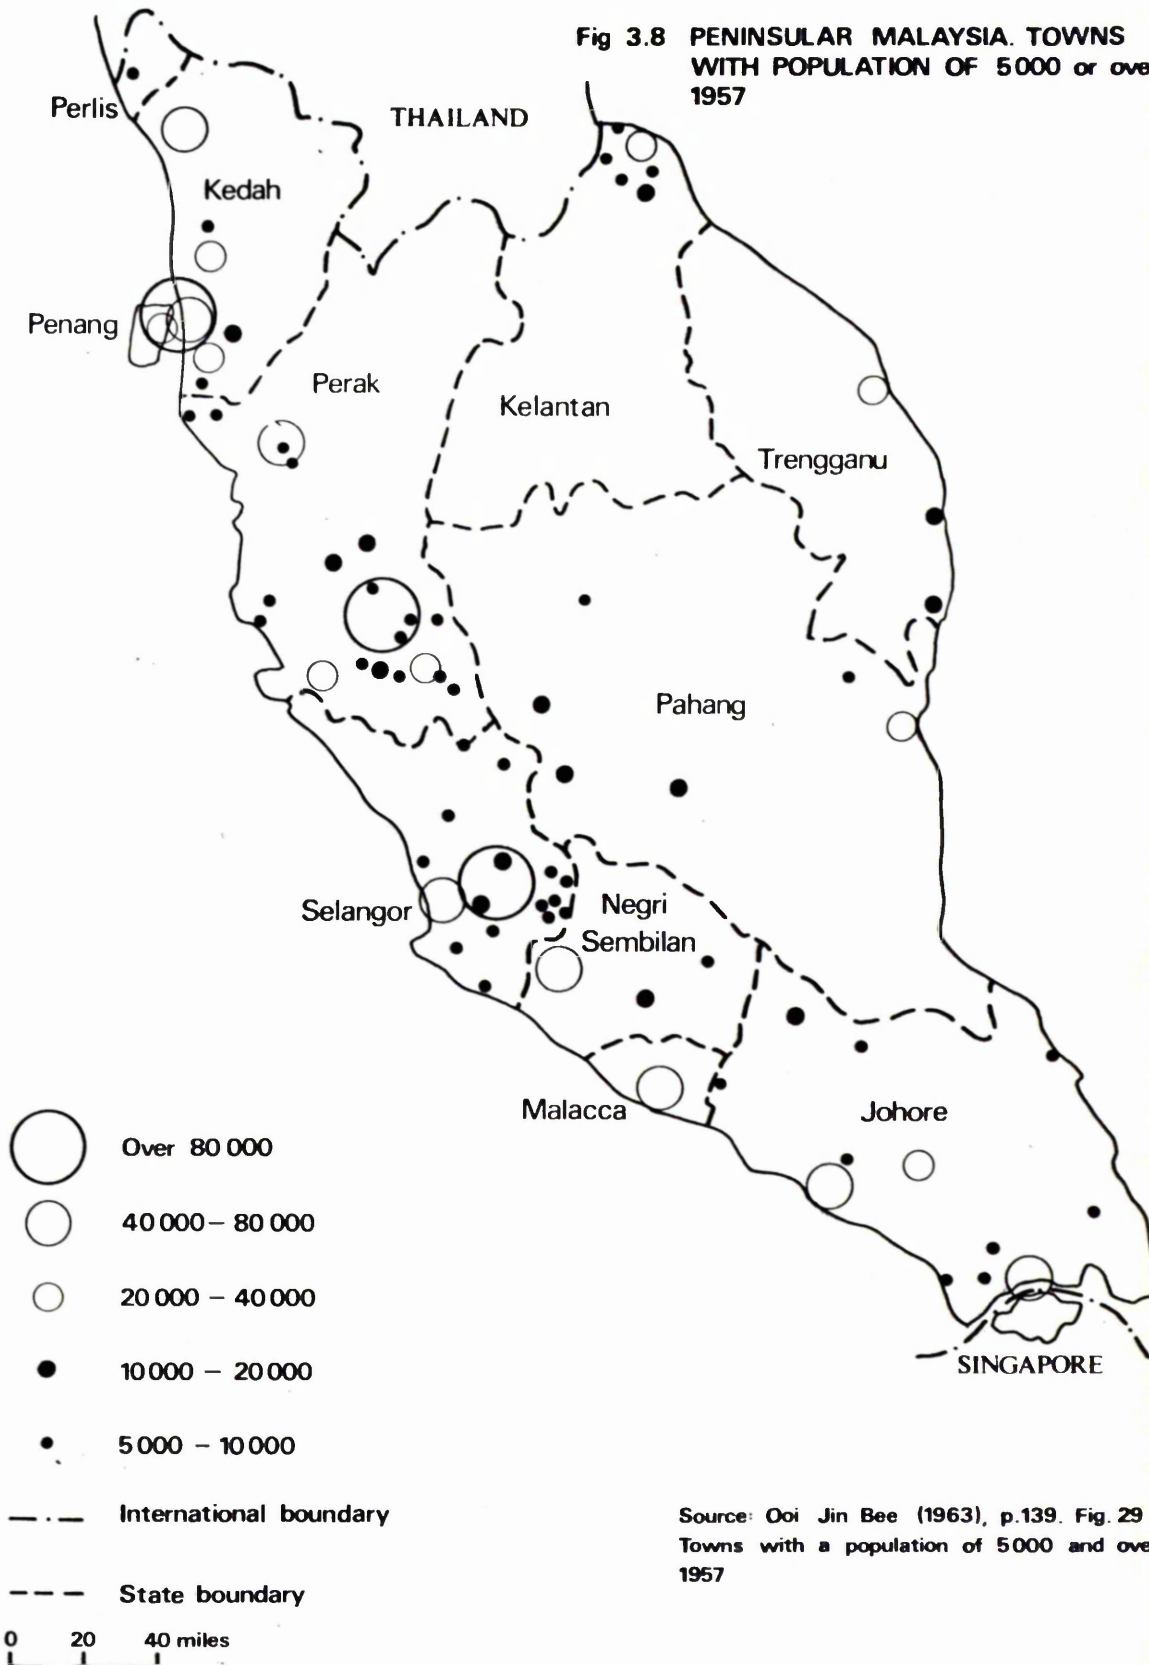 Fig 3.8 PENINSULAR MALAYSIA. TOWNS
WITH POPULATION OF 5000 or ove
1957
THAILAND
Perlis
Kedah
Penang
Perak
Kelantan
Trengganu
Pahang
Selangor
Negri
Sembilan
Malacca
Johore
SINGAPORE
Over 80 000
40 000 – 80 000
20 000 – 40 000
10 000 – 20 000
5 000 – 10 000
International boundary
State boundary
0 20 40 miles
Source: Ooi Jin Bee (1963), p.139. Fig. 29
Towns with a population of 5000 and ove
1957